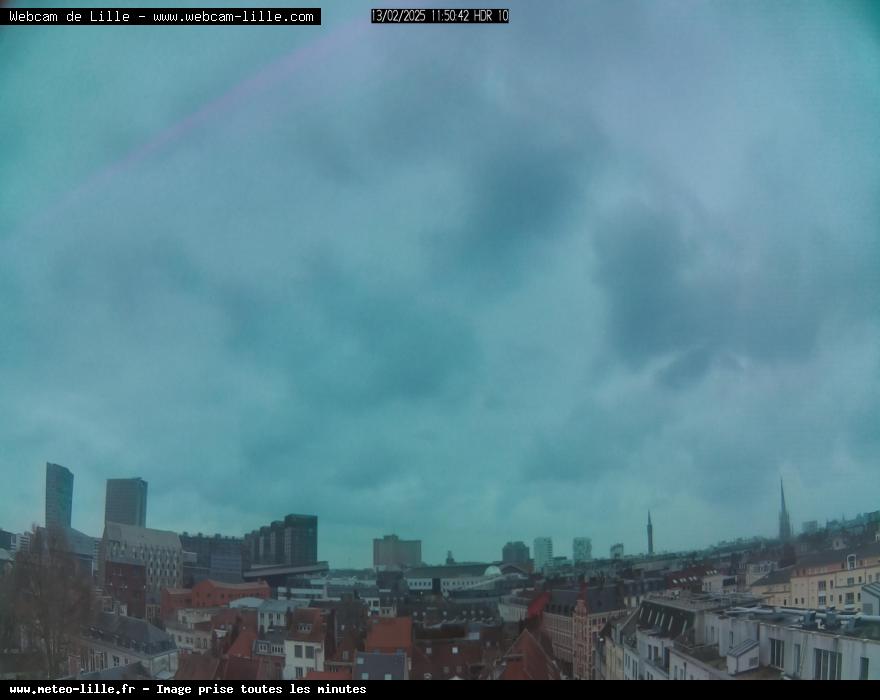 Webcam de Lille - www.webcam-lille.com
13/02/2025 11:50:42 HDR 10
www.meteo-lille.fr - Image prise toutes les minutes